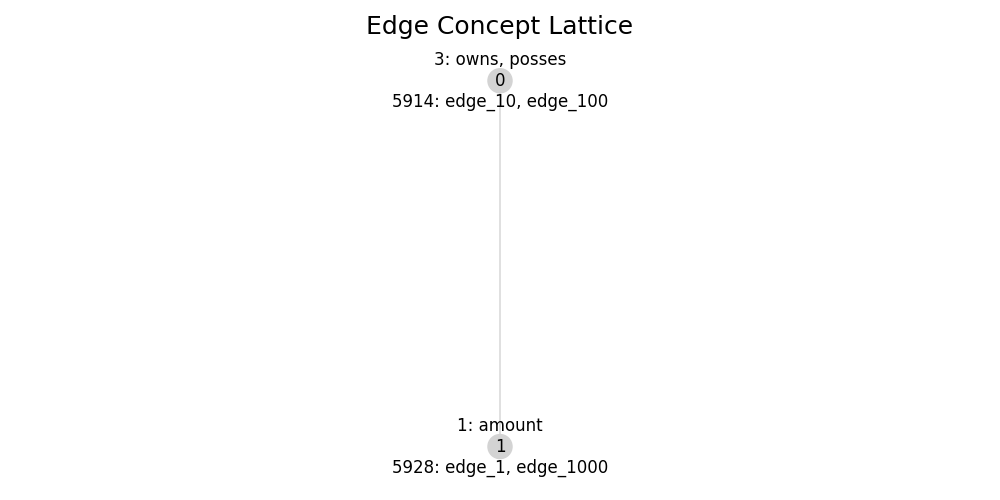 Edge Concept Lattice
3: owns, posses
0
5914: edge_10, edge_100
1: amount
1
5928: edge_1, edge_1000